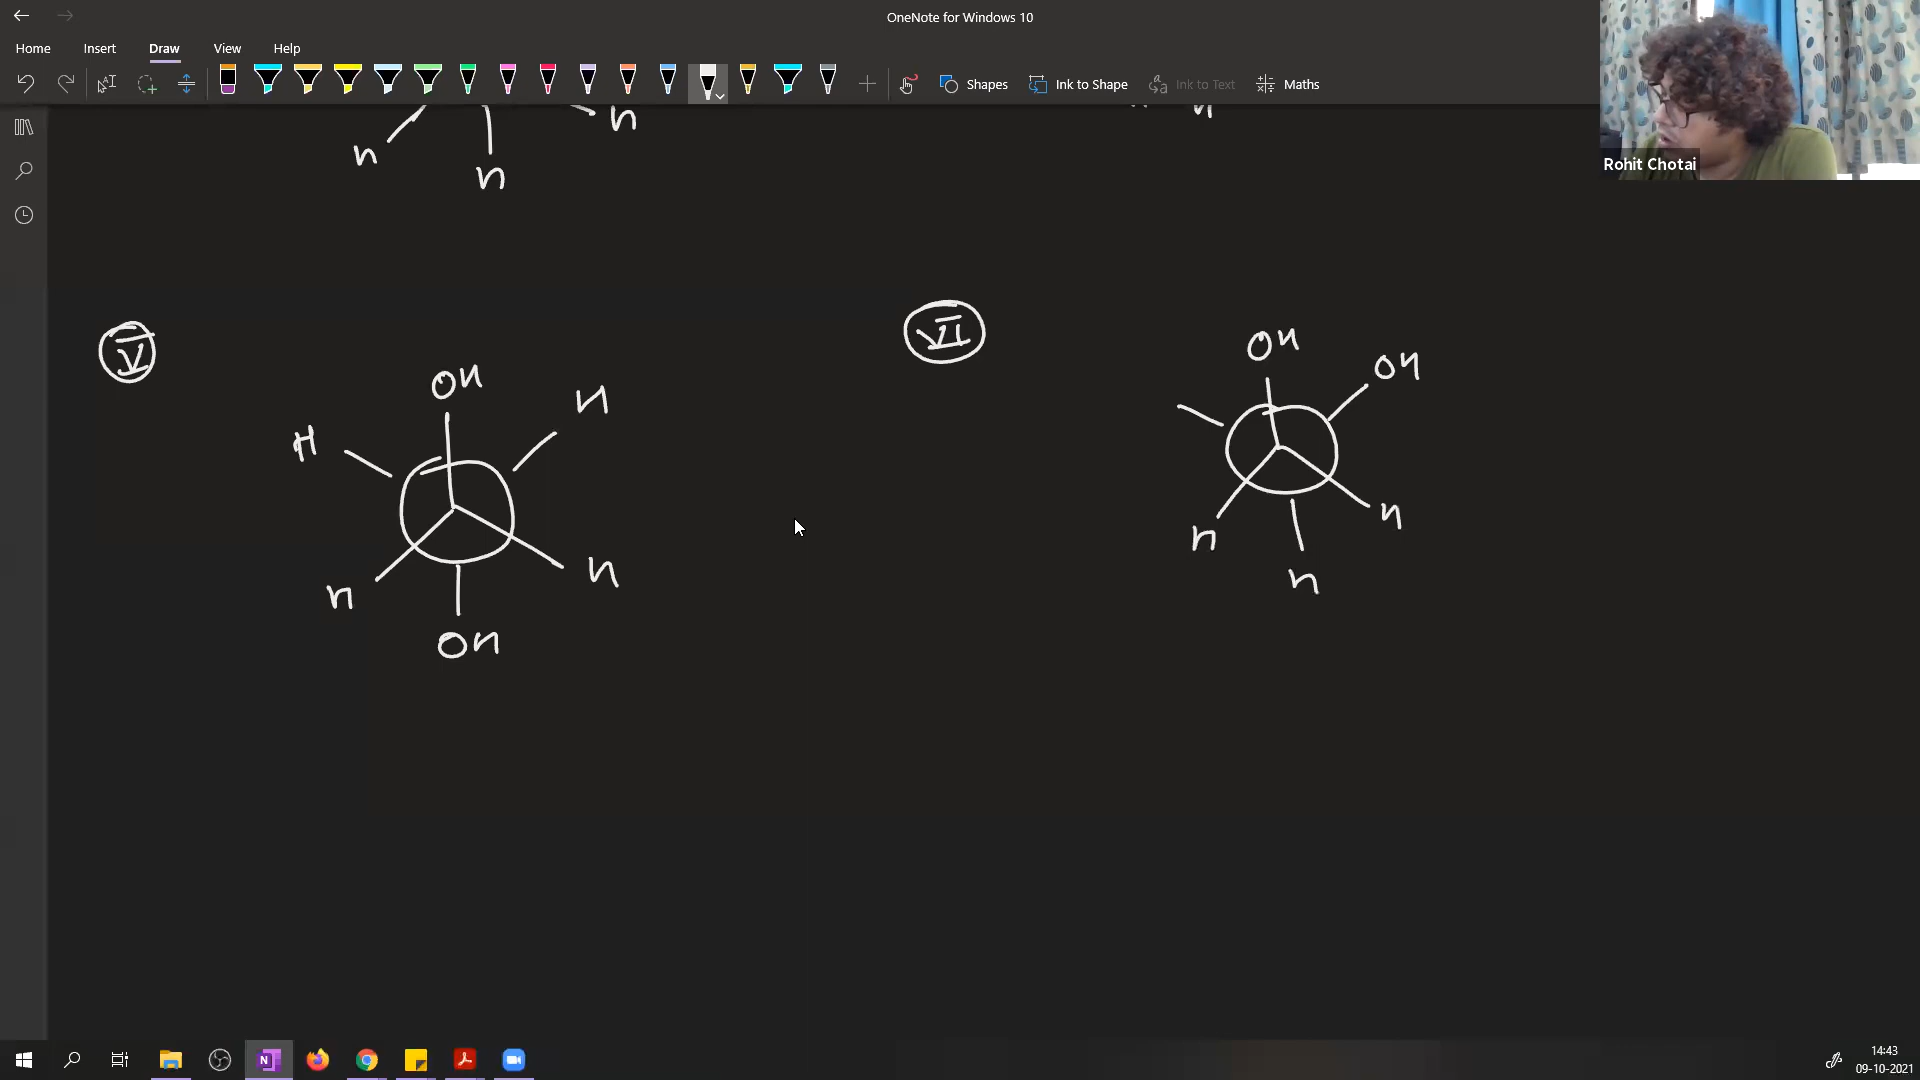 OneNote for Windows 10
Home Insert Draw View Help
Shapes Ink to Shape Ink to Text Maths
Rohit Chotai
n
n
n
n
V
OH
H
H
n
H
OH
VI
OH
OH
n
n
n
14:43
09-10-2021